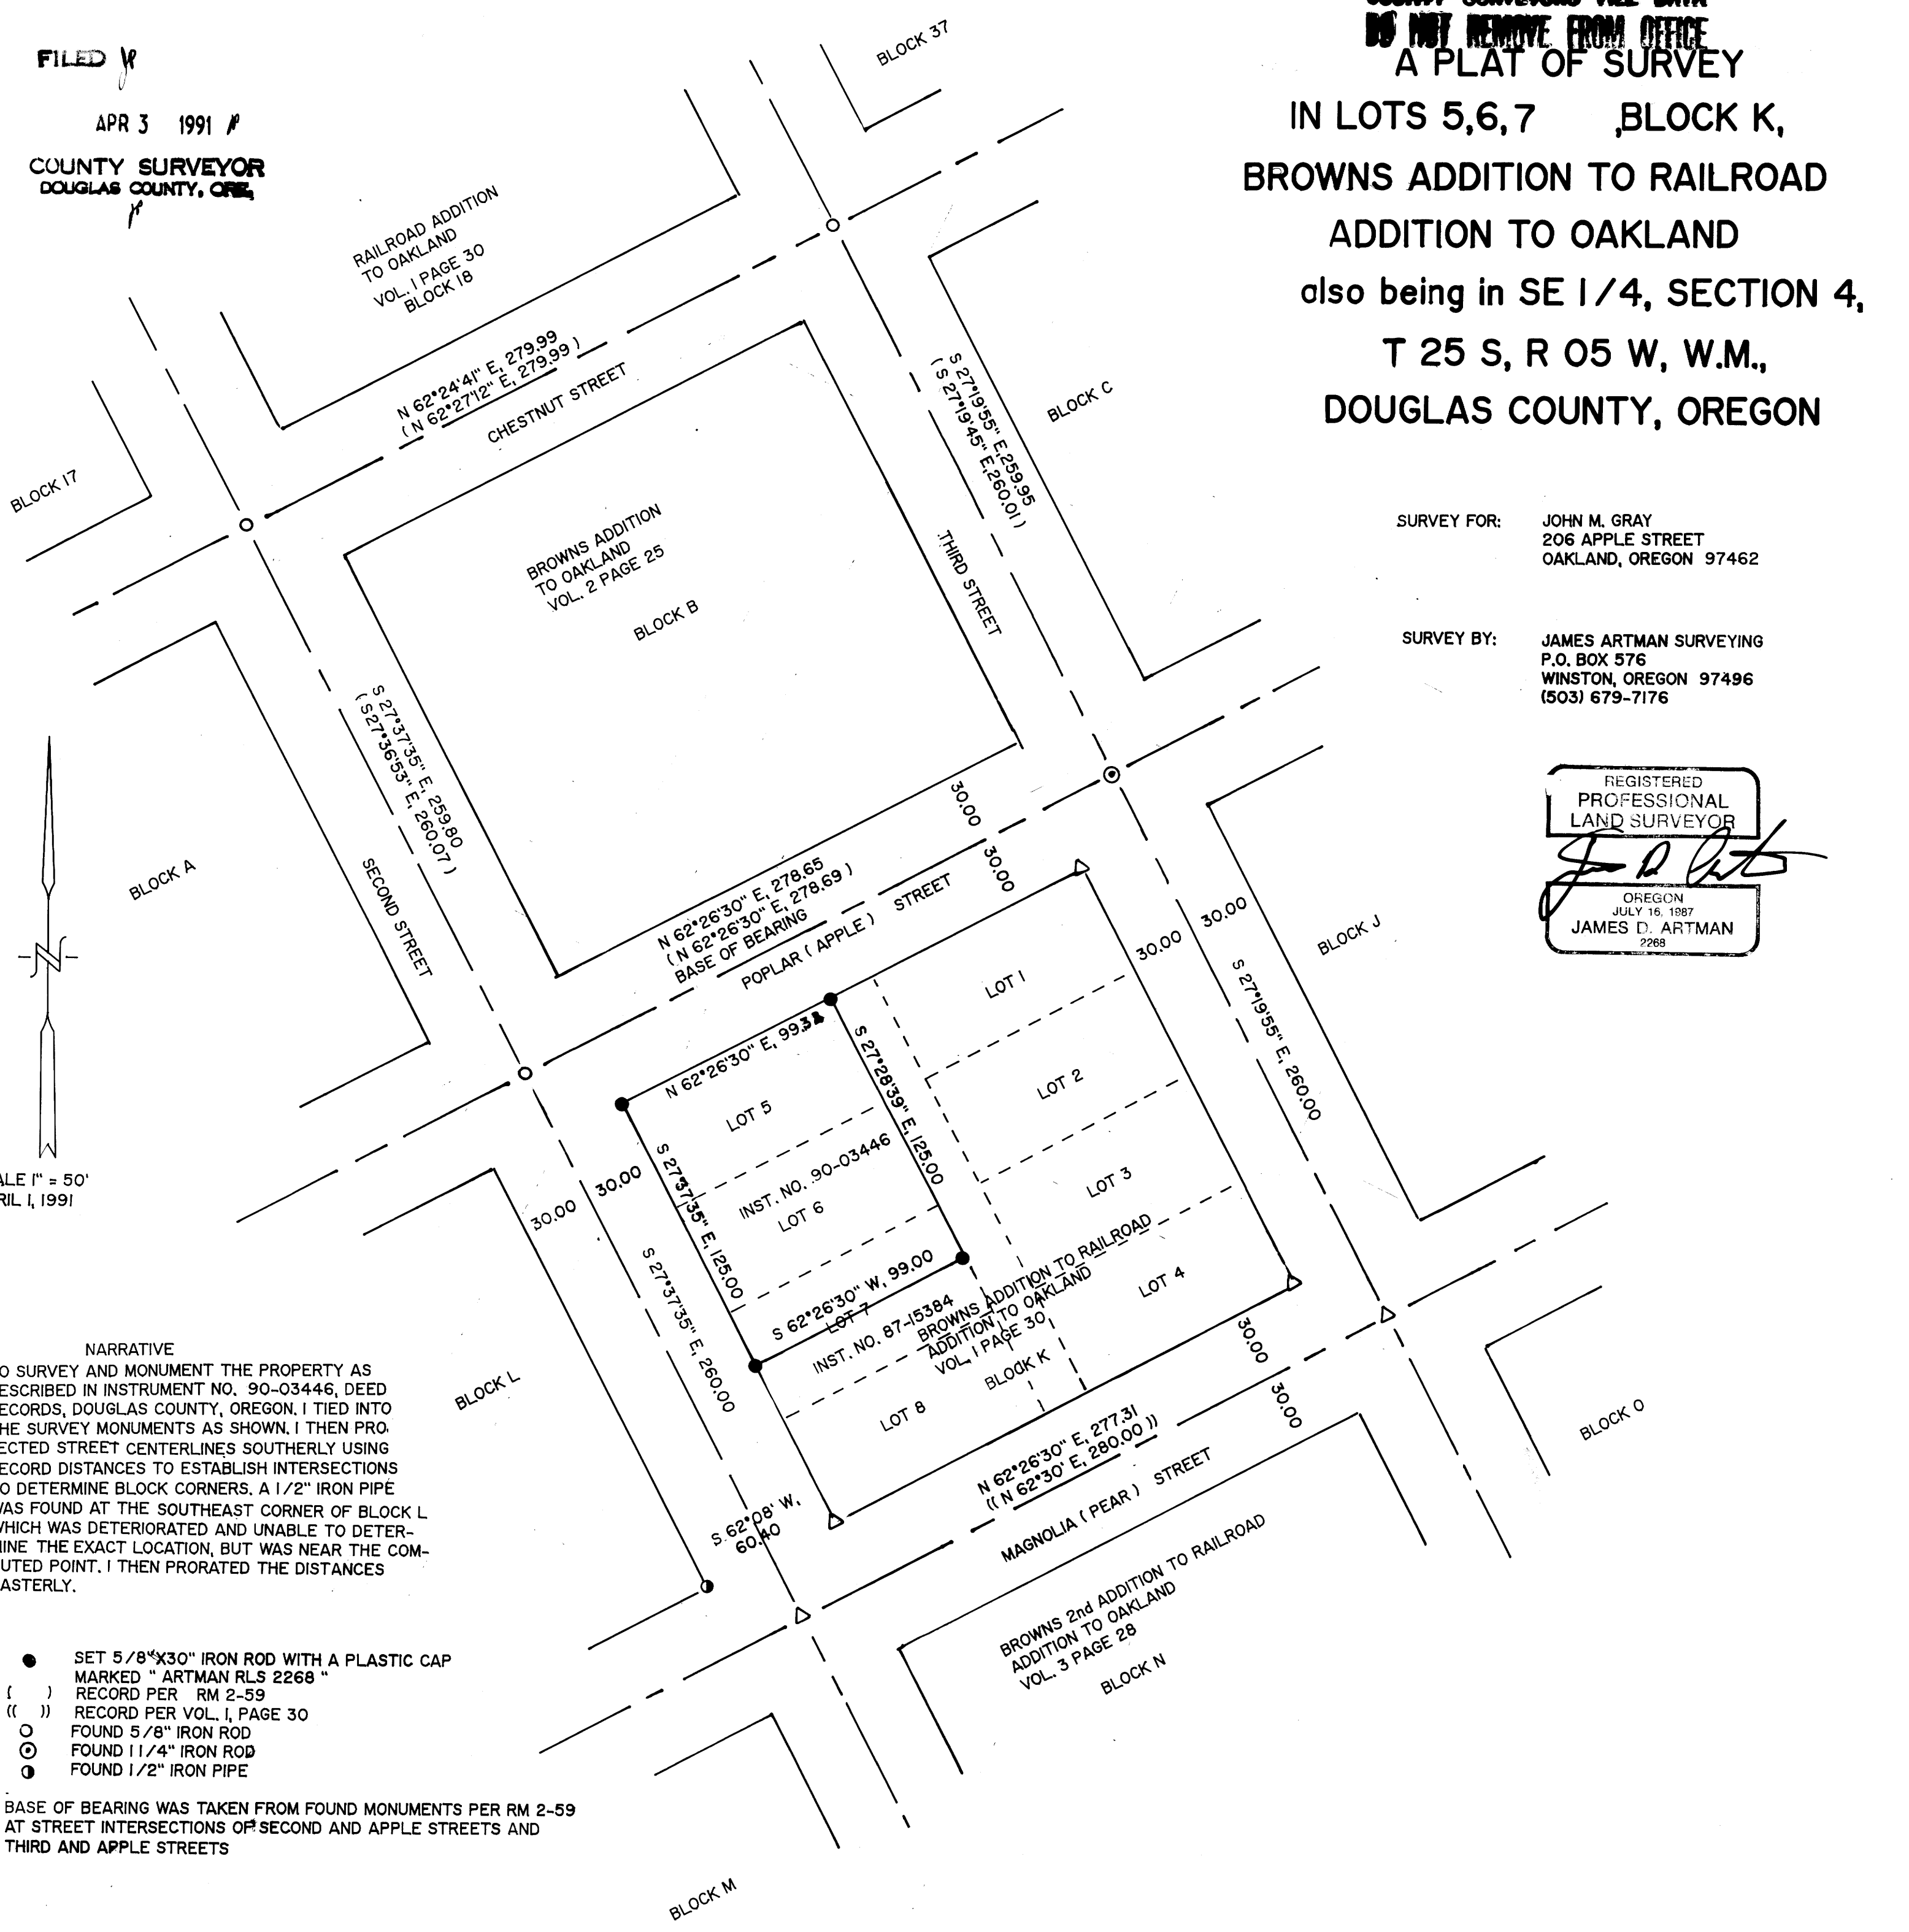 FILED
APR 3 1991
COUNTY SURVEYOR
DOUGLAS COUNTY, ORE.
DO NOT REMOVE FROM OFFICE
A PLAT OF SURVEY
IN LOTS 5,6,7 ,BLOCK K,
BROWNS ADDITION TO RAILROAD
ADDITION TO OAKLAND
also being in SE 1/4, SECTION 4,
T 25 S, R 05 W, W.M.,
DOUGLAS COUNTY, OREGON
SURVEY FOR: JOHN M. GRAY
206 APPLE STREET
OAKLAND, OREGON 97462
SURVEY BY: JAMES ARTMAN SURVEYING
P.O. BOX 576
WINSTON, OREGON 97496
(503) 679-7176
REGISTERED
PROFESSIONAL
LAND SURVEYOR
OREGON
JULY 16, 1987
JAMES D. ARTMAN
2268
BLOCK 37
RAILROAD ADDITION
TO OAKLAND
VOL. 1 PAGE 30
BLOCK 18
N 62°24'41" E, 279.99
( N 62°27'12" E, 279.99 )
CHESTNUT STREET
S 27°19'55" E, 259.95
( S 27°19'45" E, 260.01 )
BLOCK C
BLOCK 17
BROWNS ADDITION
TO OAKLAND
VOL. 2 PAGE 25
BLOCK B
THIRD STREET
S 27°37'35" E, 259.80
( S 27°36'53" E, 260.07 )
BLOCK A
SECOND STREET
30.00
30.00
N 62°26'30" E, 278.65
( N 62°26'30" E, 278.69 )
BASE OF BEARING
POPLAR ( APPLE ) STREET
30.00
30.00
BLOCK J
S 27°19'55" E, 260.00
LOT 1
LOT 2
LOT 3
LOT 4
N 62°26'30" E,
S 27°28'39" E, 125.00
LOT 5
INST. NO. 90-03446
LOT 6
S 27°37'35" E, 125.00
S 62°26'30" W, 99.00
LOT 7
INST. NO. 87-15384
BROWNS ADDITION TO RAILROAD
ADDITION TO OAKLAND
VOL. 1 PAGE 30
BLOCK K
LOT 8
30.00
30.00
S 27°37'35" E, 260.00
BLOCK L
N 62°26'30" E, 277.31
(( N 62°30' E, 280.00 ))
MAGNOLIA ( PEAR ) STREET
30.00
30.00
BLOCK O
S 62°08' W,
60.40
BROWNS 2nd ADDITION TO RAILROAD
ADDITION TO OAKLAND
VOL. 3 PAGE 28
BLOCK N
BLOCK M
N
ALE 1" = 50'
RIL 1, 1991
NARRATIVE
O SURVEY AND MONUMENT THE PROPERTY AS
ESCRIBED IN INSTRUMENT NO. 90-03446, DEED
ECORDS, DOUGLAS COUNTY, OREGON. I TIED INTO
HE SURVEY MONUMENTS AS SHOWN. I THEN PRO-
ECTED STREET CENTERLINES SOUTHERLY USING
ECORD DISTANCES TO ESTABLISH INTERSECTIONS
O DETERMINE BLOCK CORNERS. A 1/2" IRON PIPE
AS FOUND AT THE SOUTHEAST CORNER OF BLOCK L
HICH WAS DETERIORATED AND UNABLE TO DETER-
INE THE EXACT LOCATION, BUT WAS NEAR THE COM-
UTED POINT. I THEN PRORATED THE DISTANCES
ASTERLY.
SET 5/8"X30" IRON ROD WITH A PLASTIC CAP
MARKED " ARTMAN RLS 2268 "
( ) RECORD PER RM 2-59
(( )) RECORD PER VOL. 1, PAGE 30
FOUND 5/8" IRON ROD
FOUND 1 1/4" IRON ROD
FOUND 1/2" IRON PIPE
BASE OF BEARING WAS TAKEN FROM FOUND MONUMENTS PER RM 2-59
AT STREET INTERSECTIONS OF SECOND AND APPLE STREETS AND
THIRD AND APPLE STREETS